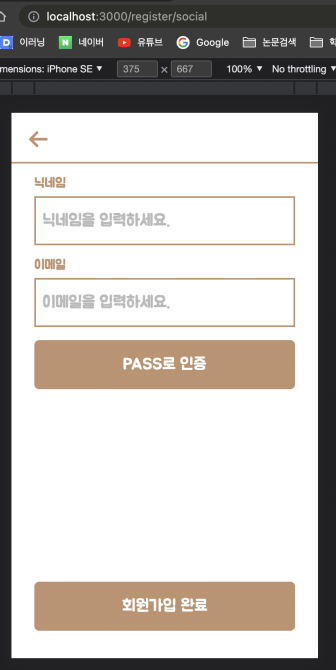 localhost:3000/register/social
이러닝 네이버 유튜브 Google 논문검색
mensions: iPhone SE ▼ 375 × 667 100% ▼ No throttling ▼
닉네임
닉네임을 입력하세요.
이메일
이메일을 입력하세요.
PASS로 인증
회원가입 완료